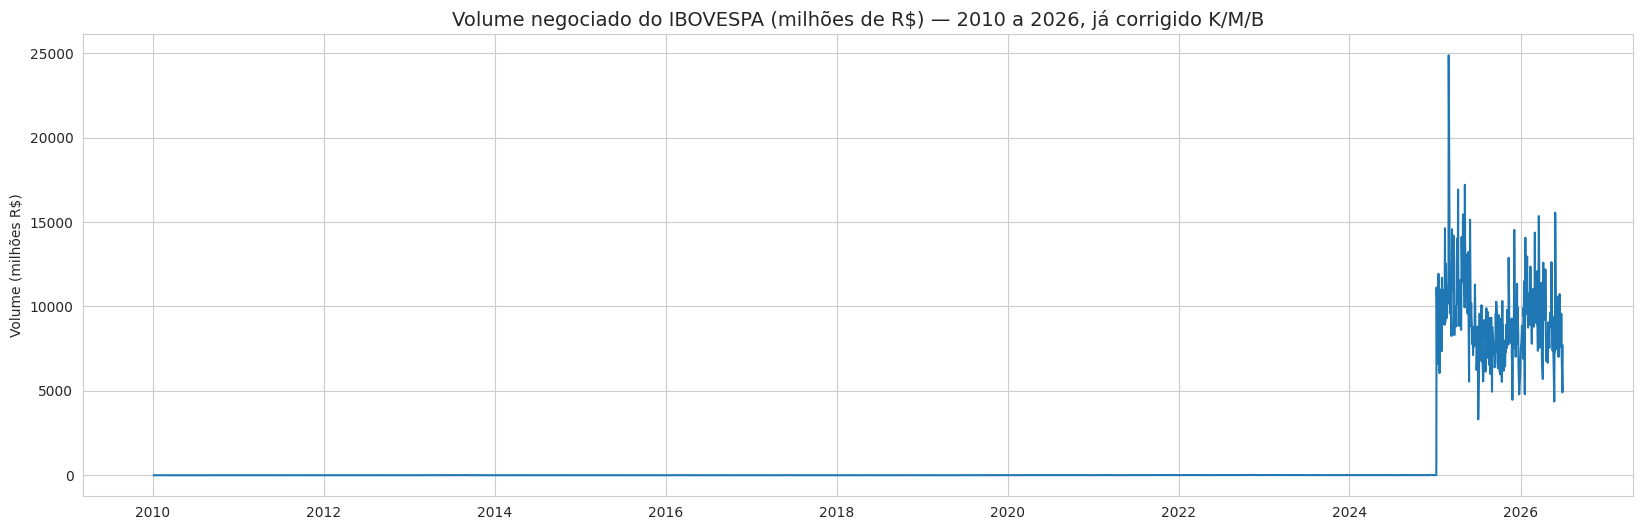 Volume negociado do IBOVESPA (milhões de R$) — 2010 a 2026, já corrigido K/M/B
Volume (milhões R$)
25000
20000
15000
10000
5000
0
2010 2012 2014 2016 2018 2020 2022 2024 2026